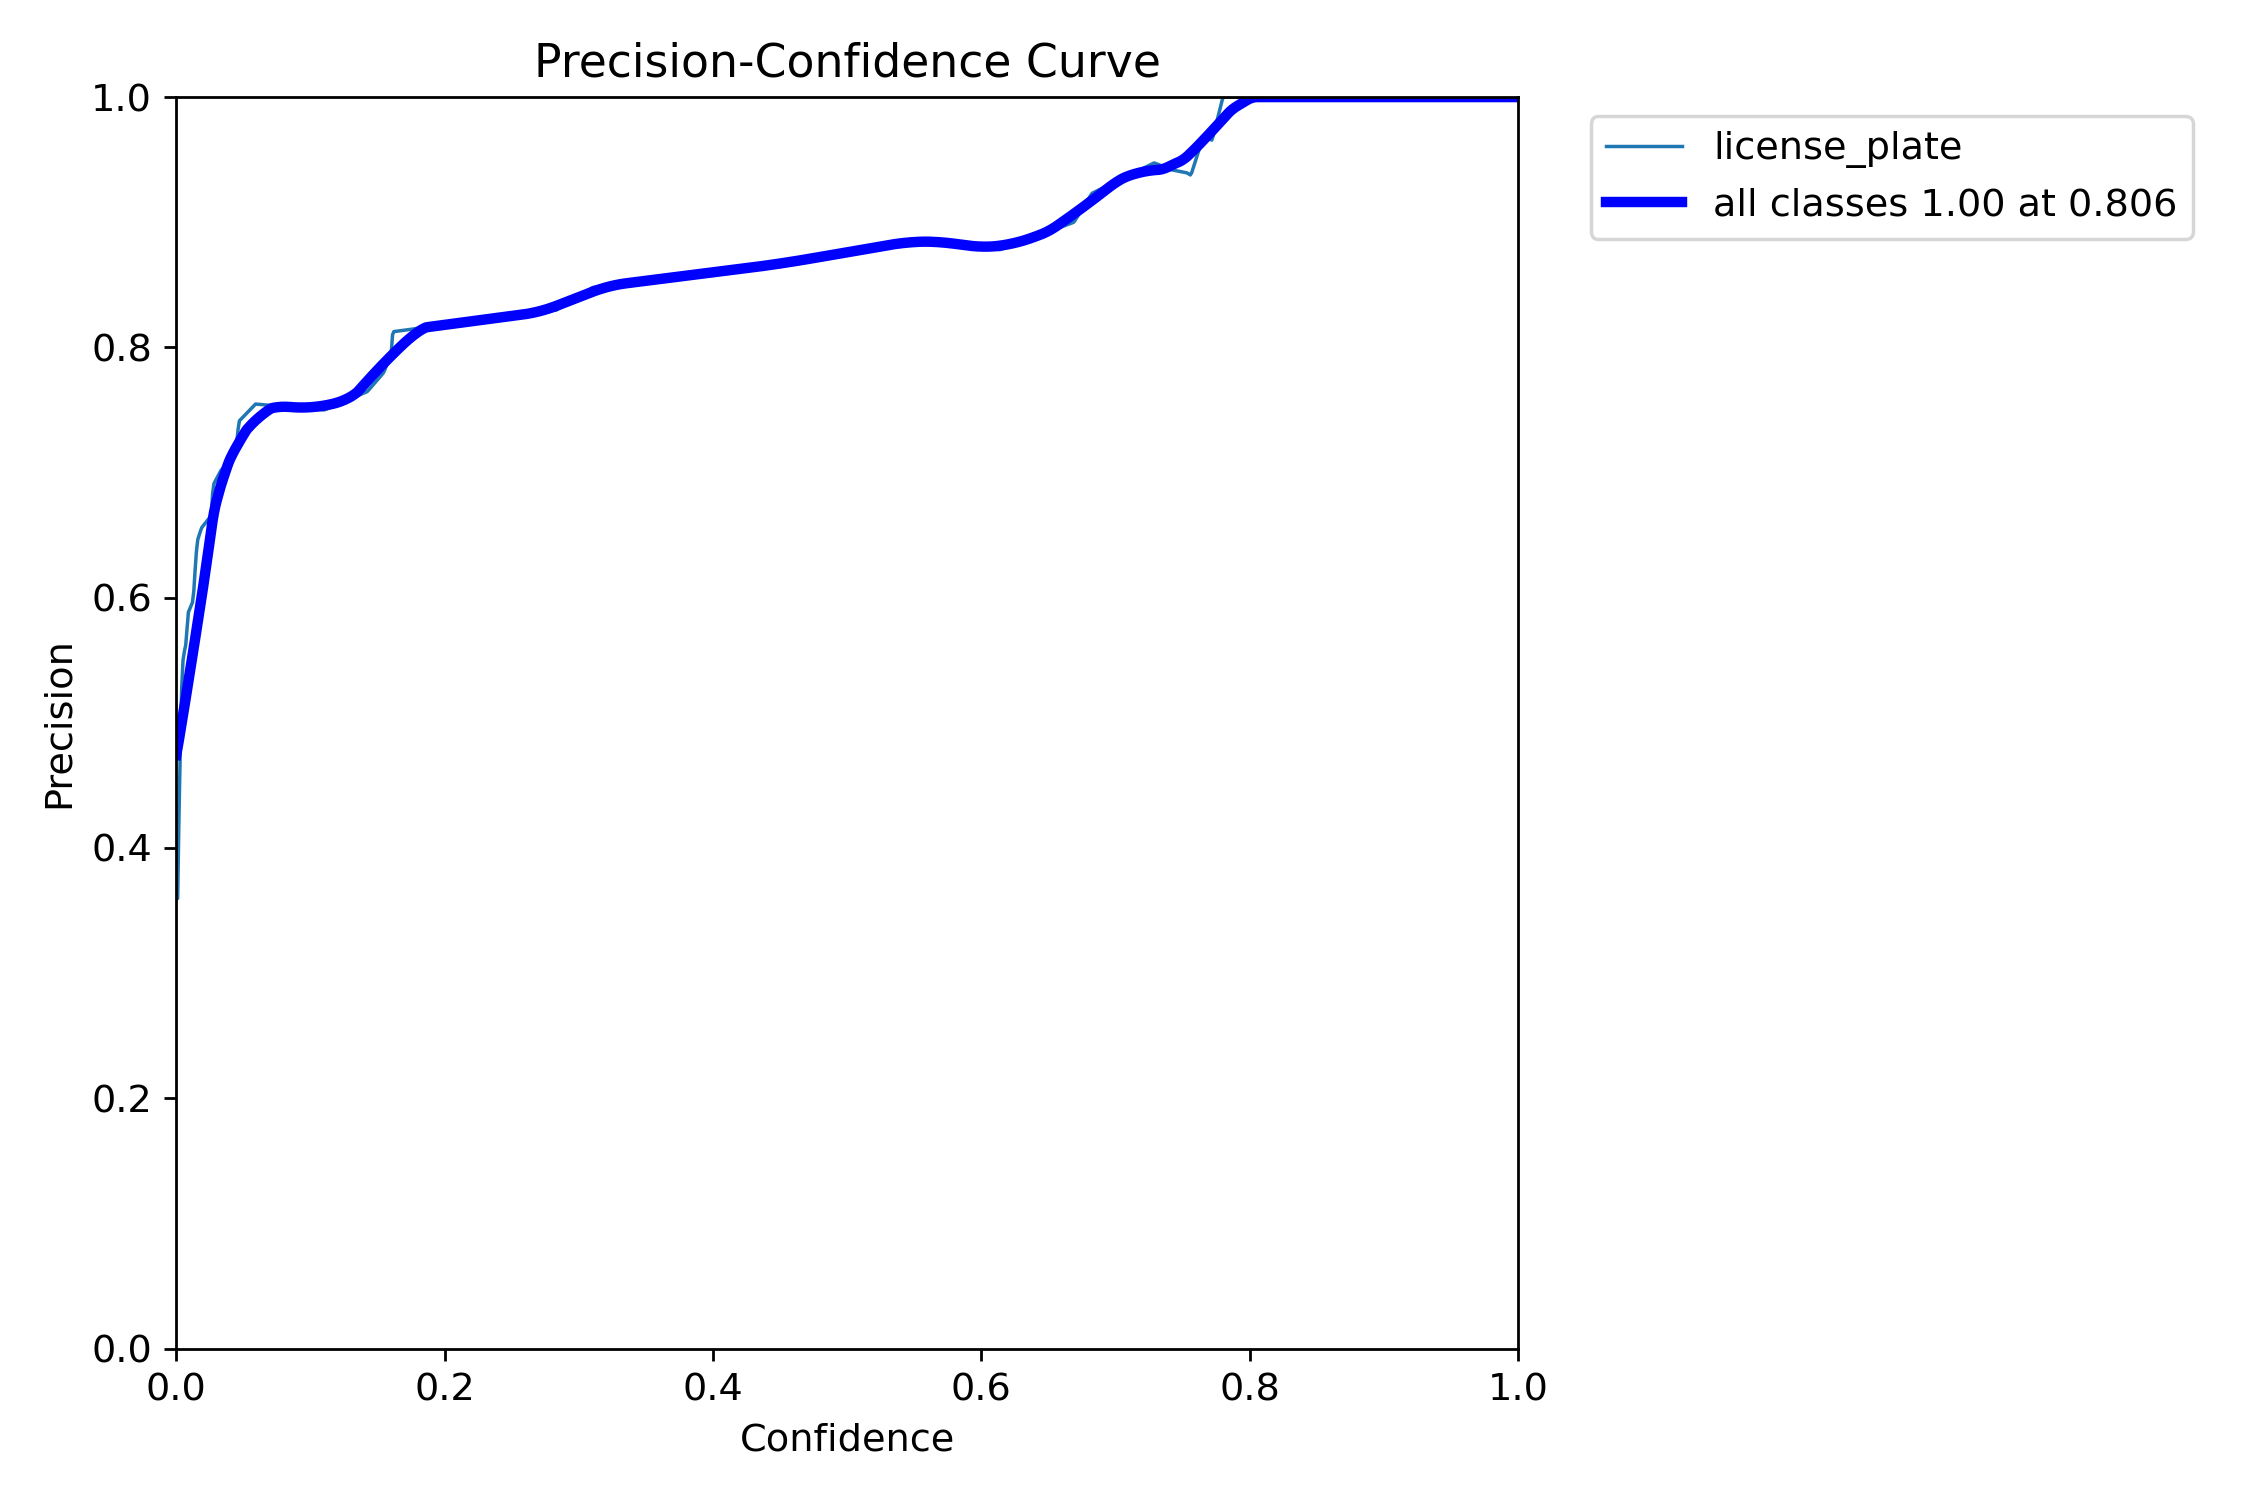 Precision-Confidence Curve
1.0
0.8
0.6
0.4
0.2
0.0
Precision
0.0 0.2 0.4 0.6 0.8 1.0
Confidence
license_plate
all classes 1.00 at 0.806